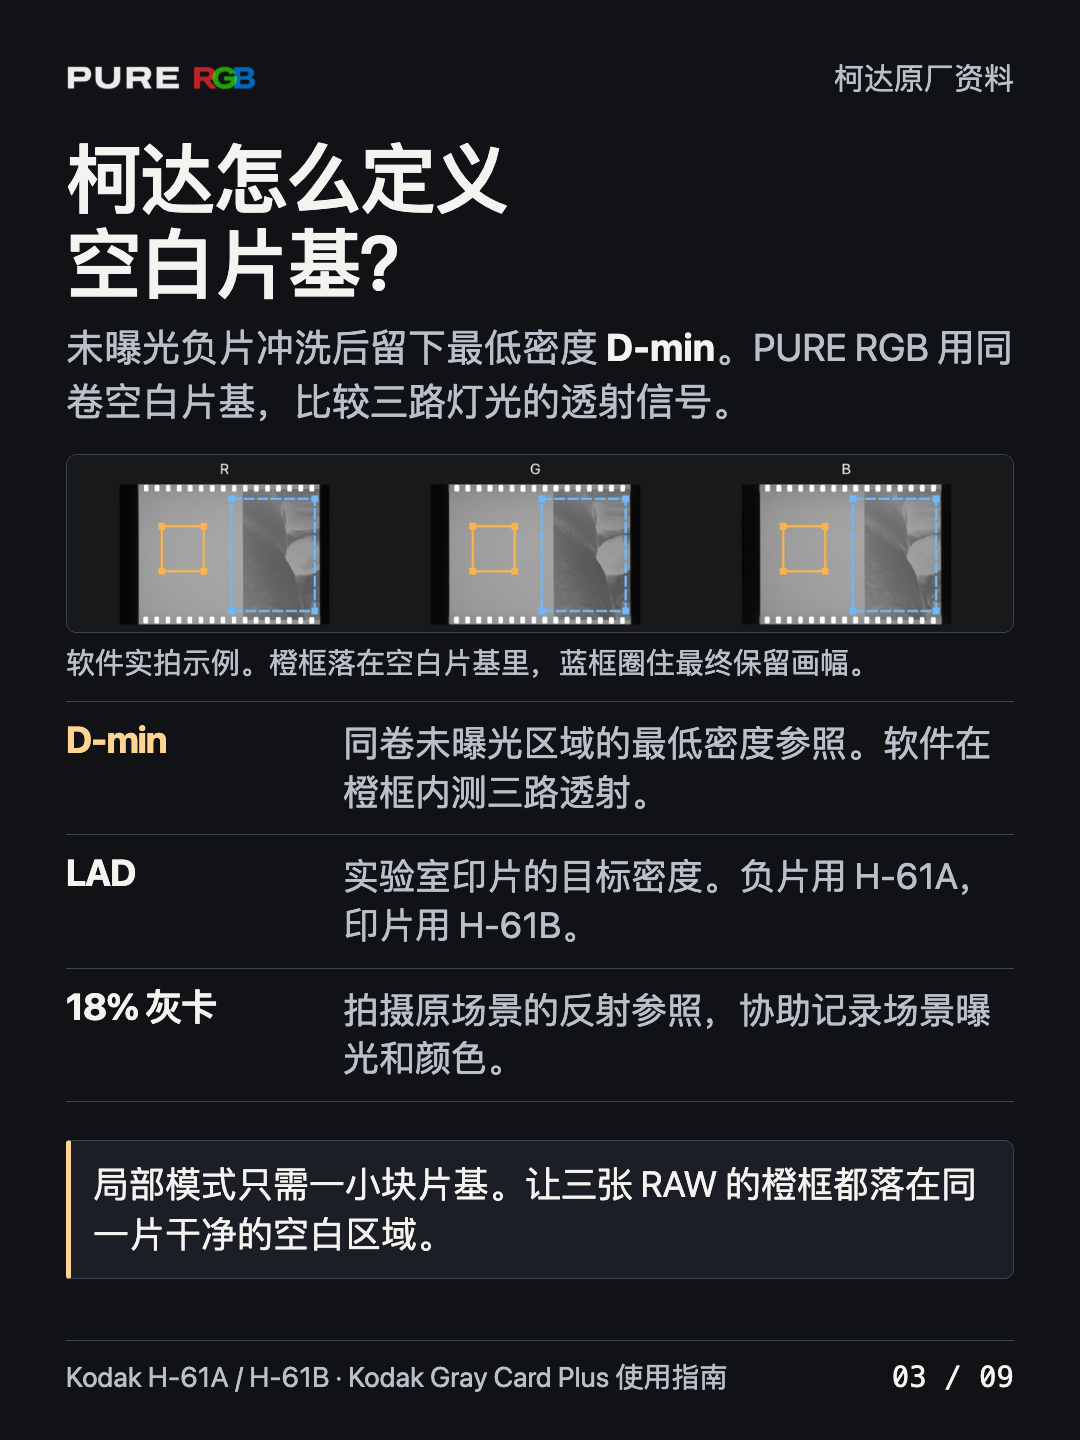 PURE RGB
柯达原厂资料
柯达怎么定义
空白片基?
未曝光负片冲洗后留下最低密度 D-min。PURE RGB 用同
卷空白片基，比较三路灯光的透射信号。
R
G
B
软件实拍示例。橙框落在空白片基里，蓝框圈住最终保留画幅。
D-min
同卷未曝光区域的最低密度参照。软件在
橙框内测三路透射。
LAD
实验室印片的目标密度。负片用 H-61A，
印片用 H-61B。
18% 灰卡
拍摄原场景的反射参照，协助记录场景曝
光和颜色。
局部模式只需一小块片基。让三张 RAW 的橙框都落在同
一片干净的空白区域。
Kodak H-61A / H-61B · Kodak Gray Card Plus 使用指南
03 / 09